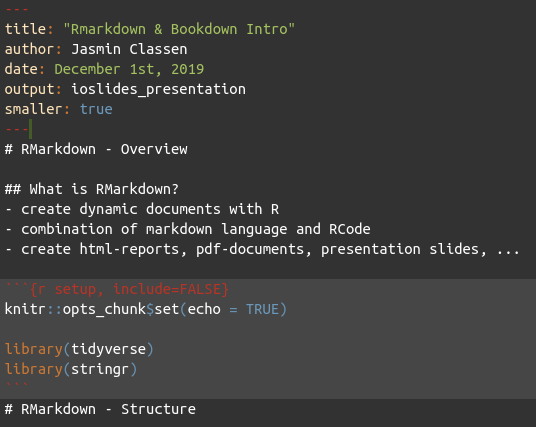 ---
title: "Rmarkdown & Bookdown Intro"
author: Jasmin Classen
date: December 1st, 2019
output: ioslides_presentation
smaller: true
---
# RMarkdown - Overview
## What is RMarkdown?
- create dynamic documents with R
- combination of markdown language and RCode
- create html-reports, pdf-documents, presentation slides, ...
```{r setup, include=FALSE}
knitr::opts_chunk$set(echo = TRUE)
library(tidyverse)
library(stringr)
```
# RMarkdown - Structure